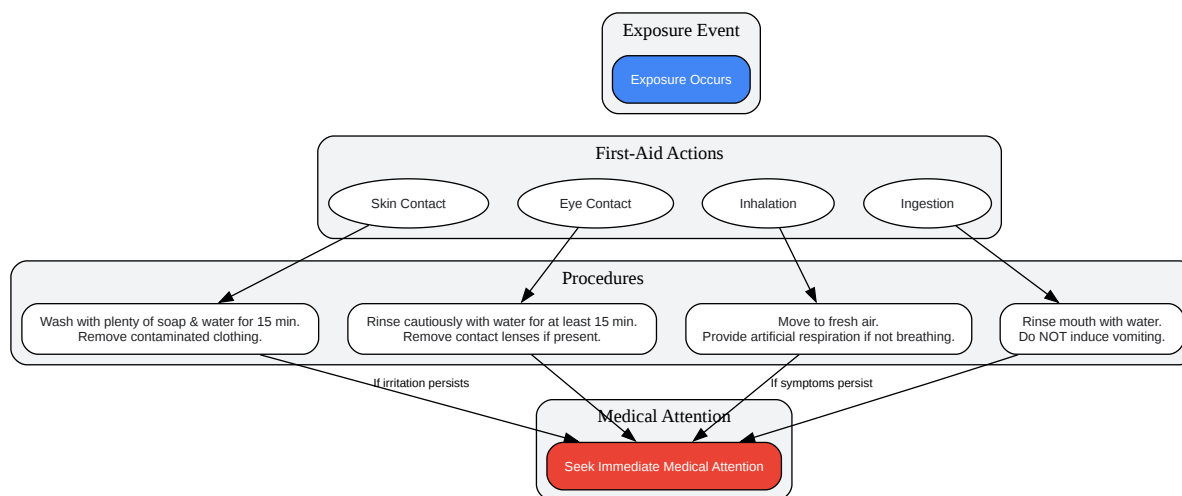 Exposure Event
Exposure Occurs
First-Aid Actions
Skin Contact
Eye Contact
Inhalation
Ingestion
Procedures
Wash with plenty of soap & water for 15 min.
Remove contaminated clothing.
Rinse cautiously with water for at least 15 min.
Remove contact lenses if present.
Move to fresh air.
Provide artificial respiration if not breathing.
Rinse mouth with water.
Do NOT induce vomiting.
If irritation persists
If symptoms persist
Medical Attention
Seek Immediate Medical Attention